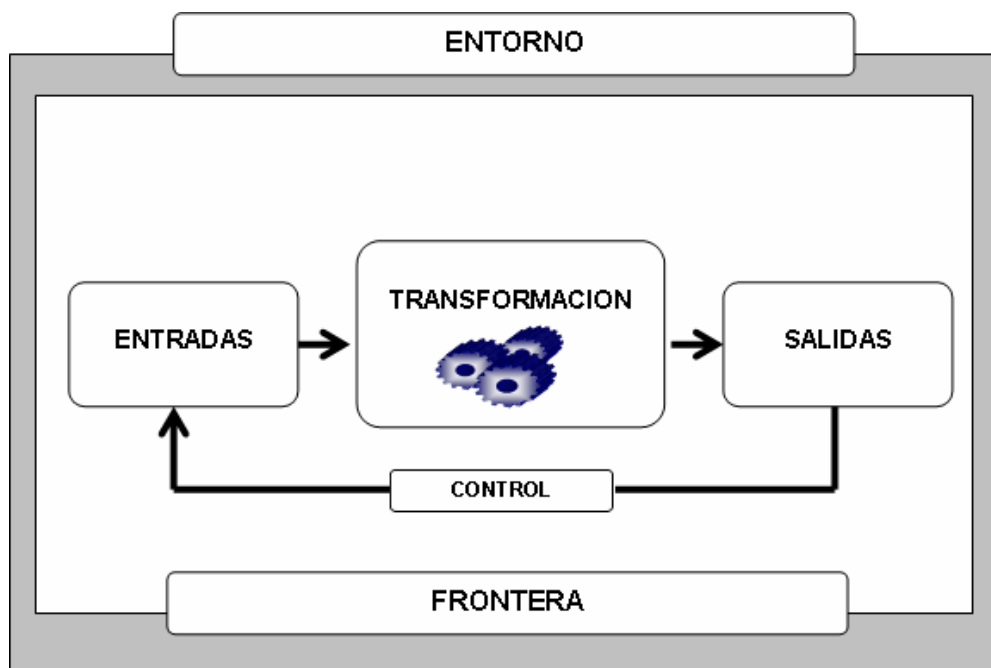 ENTORNO
TRANSFORMACION
ENTRADAS
SALIDAS
CONTROL
FRONTERA